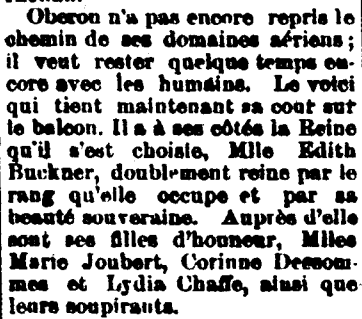 Oberon n'a pas encore repris le
chemin de ses domaines aériens ;
il veut rester quelque temps en-
core avec les humains. Le voici
qui tient maintenant sa cour sur
le balcon. Il a à ses côtés la Reine
qu'il s'est choisie, Mlle Edith
Buckner, doublement reine par le
rang qu'elle occupe et par sa
beauté souveraine. Auprès d'elle
sont ses filles d'honneur, Mlles
Marie Joubert, Corinne Dessom-
mes et Lydia Chaffe, ainsi que
leurs soupirants.